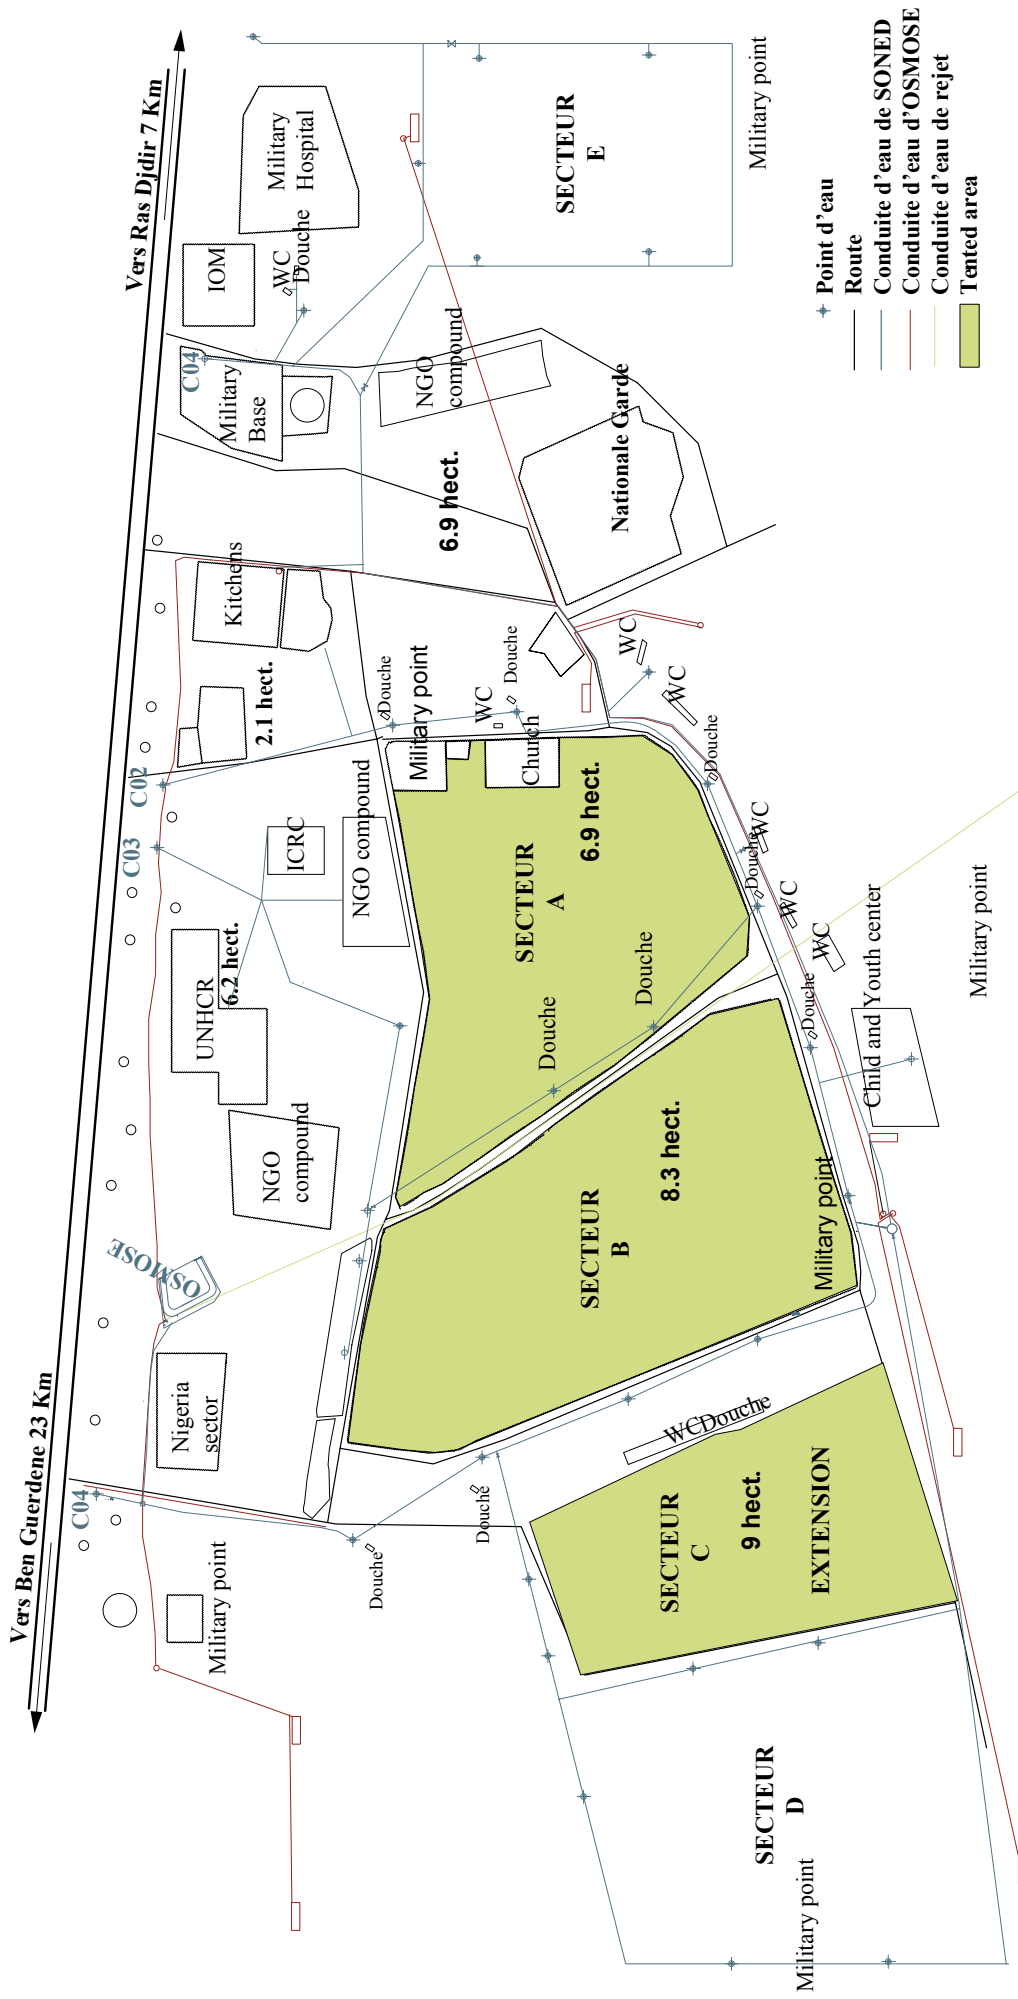 Vers Ben Guerdene 23 Km
Vers Ras Djdir 7 Km
C04
Military point
Nigeria
sector
OSMOSE
NGO
compound
UNHCR
6.2 hect.
C03
C02
ICRC
NGO compound
2.1 hect.
Kitchens
Military
Base
C04
IOM
WC
Douche
Military
Hospital
NGO
compound
6.9 hect.
Nationale Garde
SECTEUR
E
Military point
Douche
Military point
WC
Douche
Church
WC
WC
Douche
SECTEUR
A
6.9 hect.
Douche
Douche
WC
Douche
WC
WC
Douche
Child and Youth center
Military point
SECTEUR
B
8.3 hect.
Military point
Douche
Douche
WCDouche
SECTEUR
C
9 hect.
EXTENSION
SECTEUR
D
Military point
Point d'eau
Route
Conduite d'eau de SONED
Conduite d'eau d'OSMOSE
Conduite d'eau de rejet
Tented area